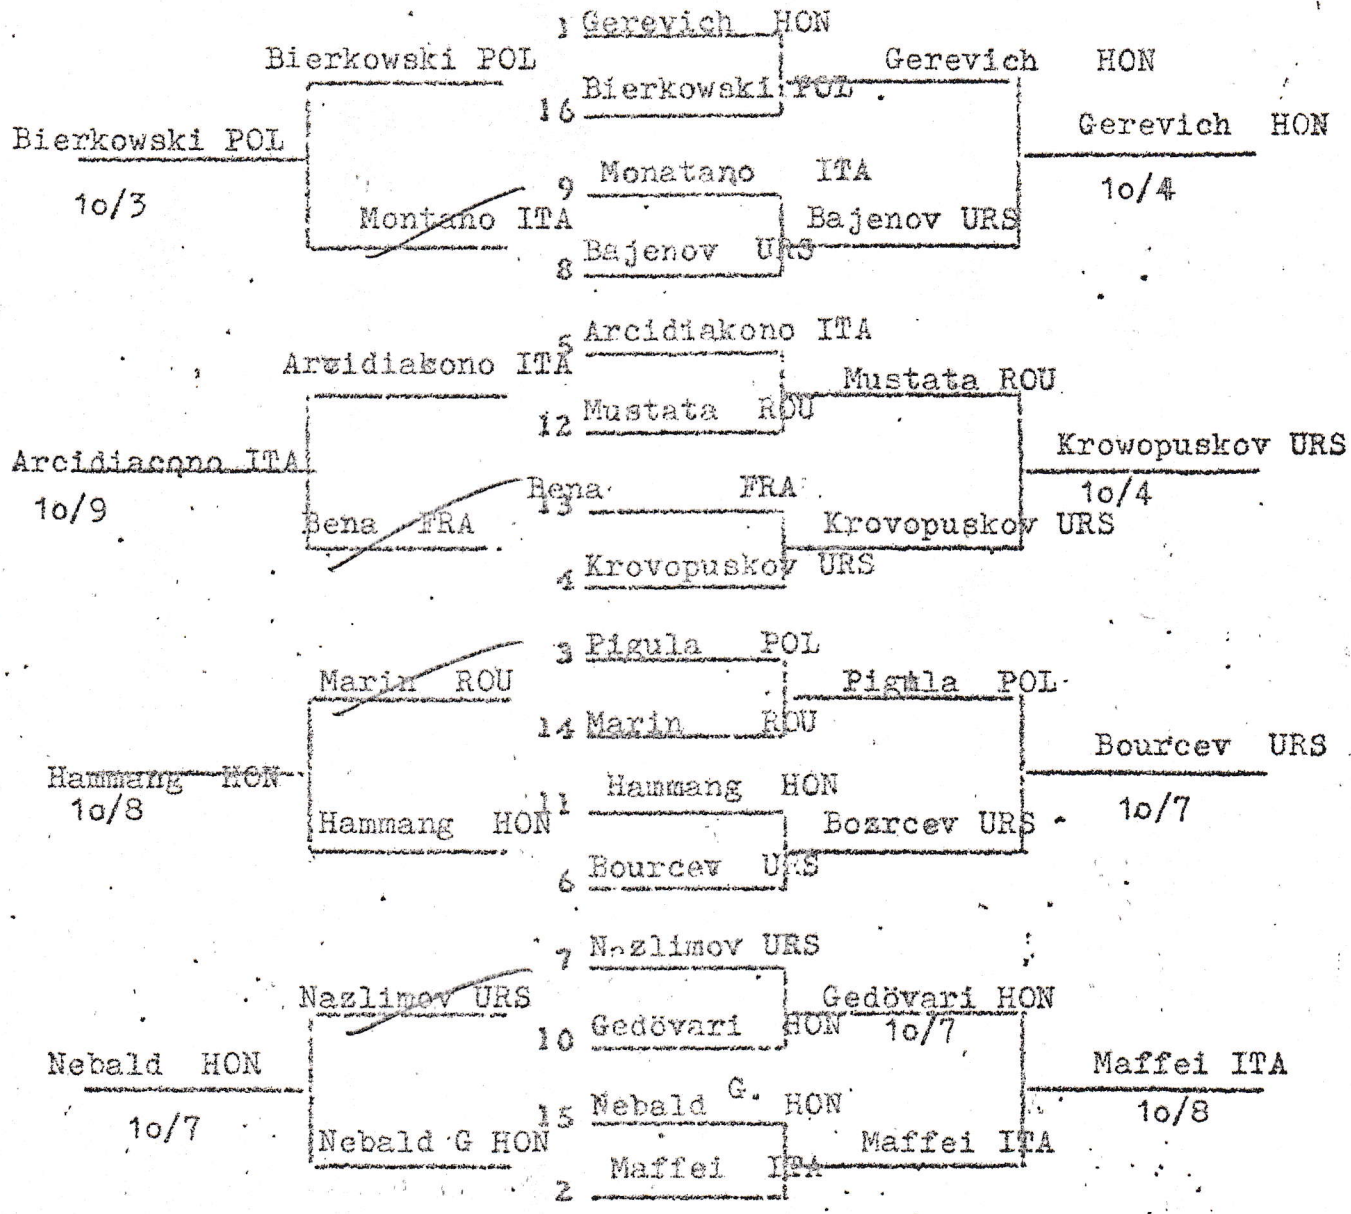 1 Gerevich HON
Bierkowski POL
Gerevich HON
16 Bierkowski POL
Bierkowski POL
Gerevich HON
10/3
10/4
9 Monatano ITA
Montano ITA
Bajenov URS
8 Bajenov URS
5 Arcidiakono ITA
Arcidiakono ITA
Mustata ROU
12 Mustata ROU
Arcidiacono ITA
Krowopuskov URS
10/9
10/4
13 Bena FRA
Bena FRA
Krovopuskov URS
4 Krovopuskov URS
3 Pigula POL
Marin ROU
Pigula POL
14 Marin ROU
Hammang HON
Bourcev URS
10/8
10/7
11 Hammang HON
Hammang HON
Bozrcev URS
6 Bourcev URS
7 Nazlimov URS
Nazlimov URS
Gedövari HON
10 Gedövari HON
10/7
Nebald HON
Maffei ITA
10/7
10/8
15 Nebald G. HON
Nebald G HON
Maffei ITA
2 Maffei ITA